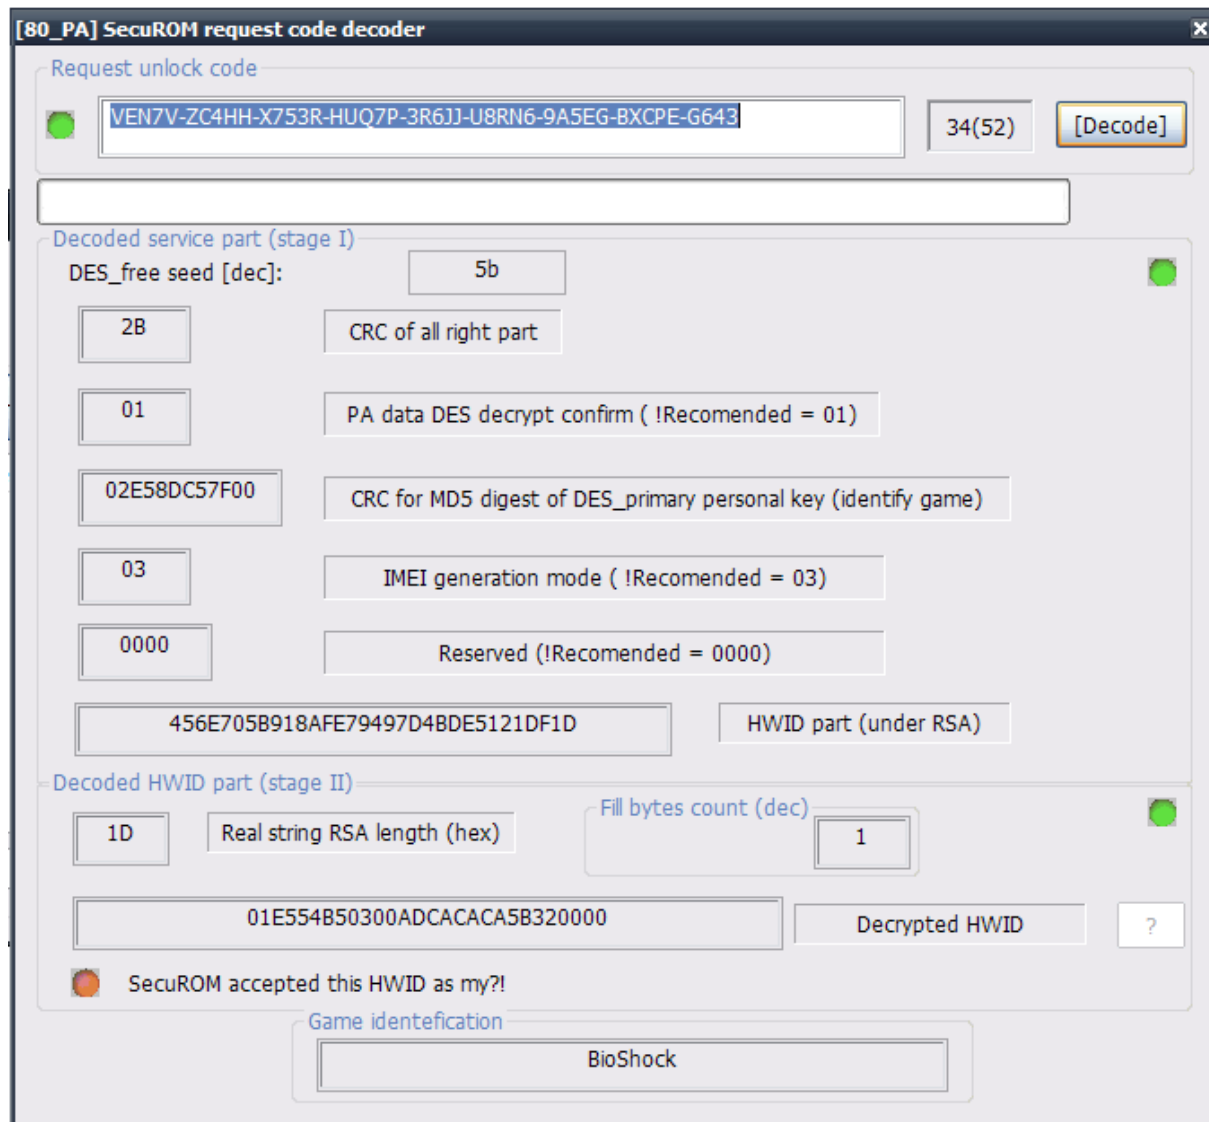 [80_PA] SecuROM request code decoder
Request unlock code
VEN7V-ZC4HH-X753R-HUQ7P-3R6JJ-U8RN6-9A5EG-BXCPE-G643
34(52)
[Decode]
Decoded service part (stage I)
DES_free seed [dec]:
5b
2B
CRC of all right part
01
PA data DES decrypt confirm ( !Recomended = 01)
02E58DC57F00
CRC for MD5 digest of DES_primary personal key (identify game)
03
IMEI generation mode ( !Recomended = 03)
0000
Reserved (!Recomended = 0000)
456E705B918AFE79497D4BDE5121DF1D
HWID part (under RSA)
Decoded HWID part (stage II)
1D
Real string RSA length (hex)
Fill bytes count (dec)
1
01E554B50300ADCACACA5B320000
Decrypted HWID
?
SecuROM accepted this HWID as my?!
Game identefication
BioShock